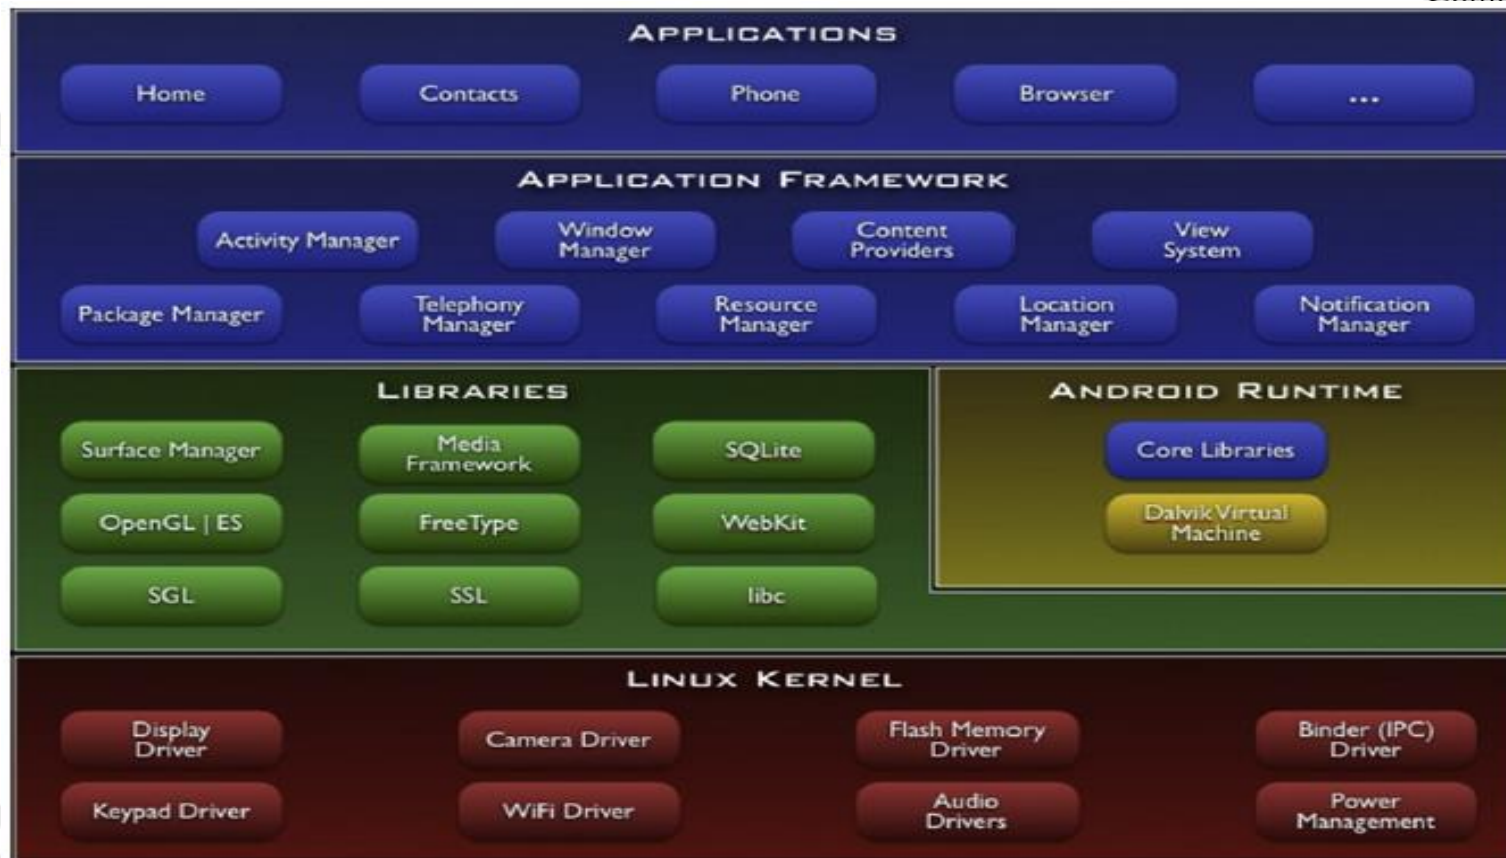 APPLICATIONS
Home
Contacts
Phone
Browser
...
APPLICATION FRAMEWORK
Activity Manager
Window
Manager
Content
Providers
View
System
Package Manager
Telephony
Manager
Resource
Manager
Location
Manager
Notification
Manager
LIBRARIES
Surface Manager
Media
Framework
SQLite
OpenGL | ES
FreeType
WebKit
SGL
SSL
libc
ANDROID RUNTIME
Core Libraries
Dalvik Virtual
Machine
LINUX KERNEL
Display
Driver
Camera Driver
Flash Memory
Driver
Binder (IPC)
Driver
Keypad Driver
WiFi Driver
Audio
Drivers
Power
Management